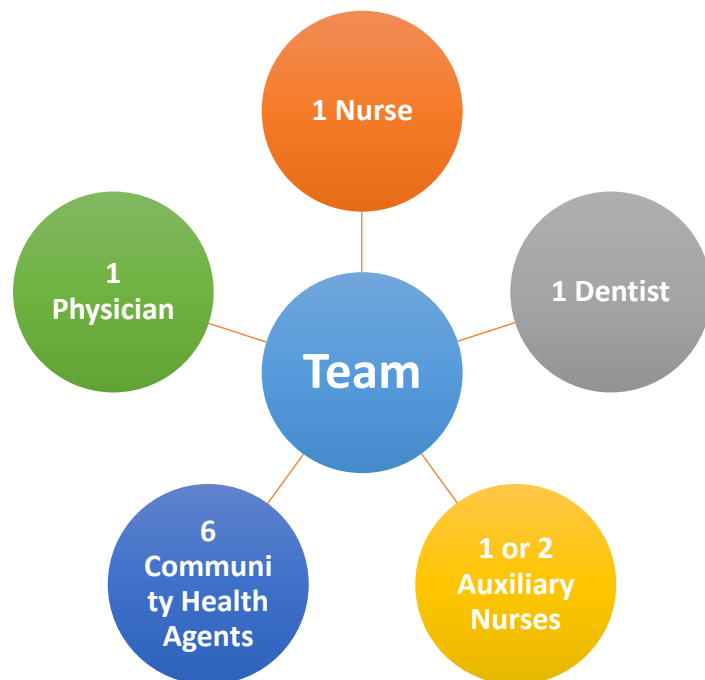 1 Nurse
1
Physician
1 Dentist
Team
6
Communi
ty Health
Agents
1 or 2
Auxiliary
Nurses